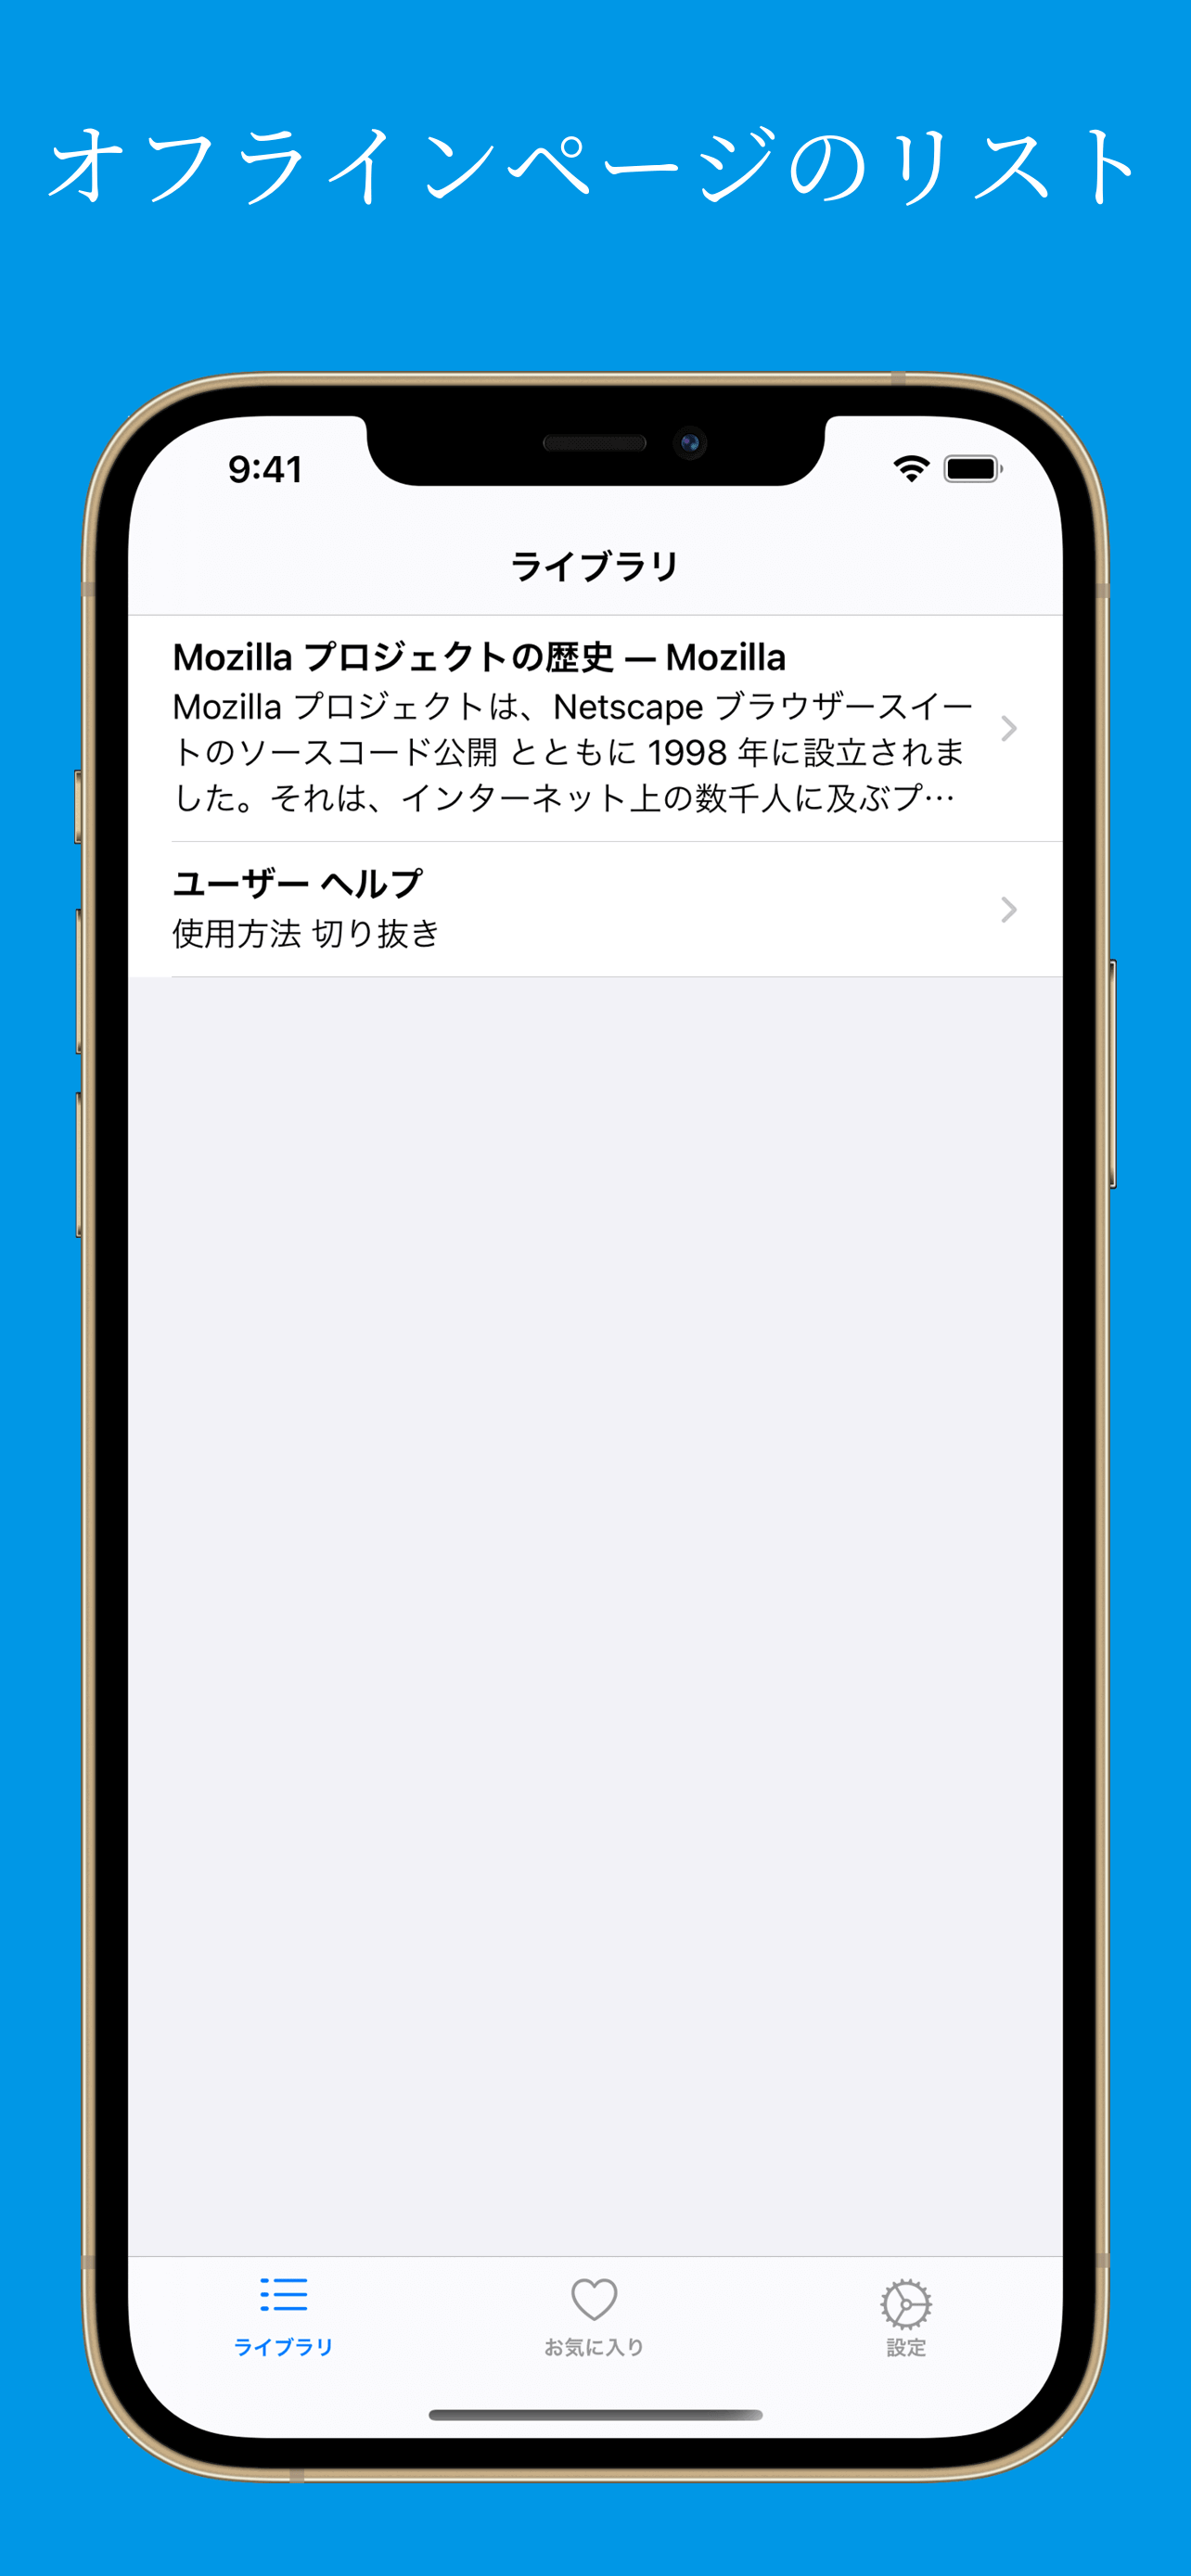 オフラインページのリスト
9:41
ライブラリ
Mozilla プロジェクトの歴史 — Mozilla
Mozilla プロジェクトは、Netscape ブラウザースイー
トのソースコード公開 とともに 1998 年に設立されま
した。それは、インターネット上の数千人に及ぶプ…
ユーザー ヘルプ
使用方法 切り抜き
ライブラリ
お気に入り
設定